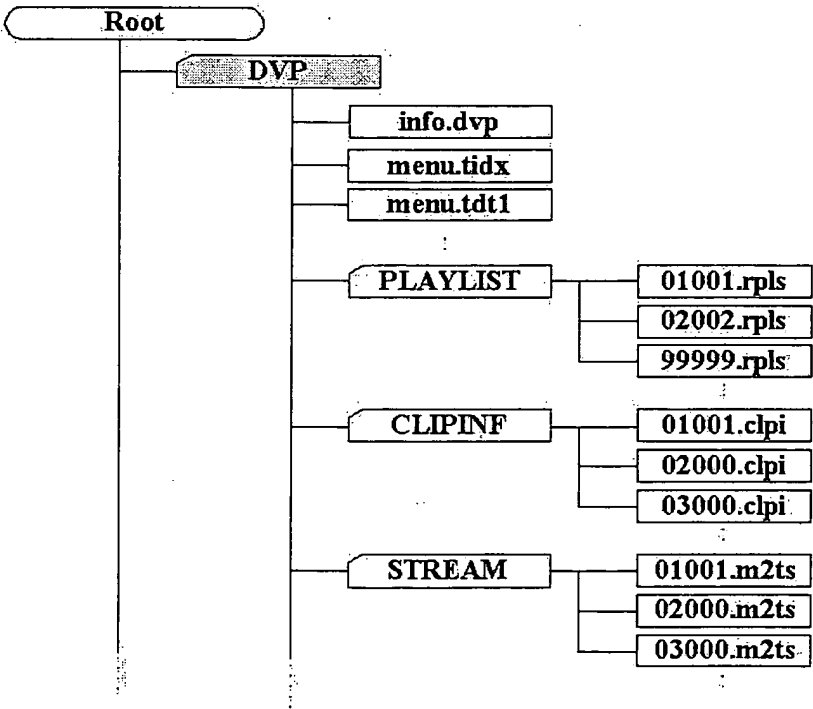 Root
DVP
info.dvp
menu.tidx
menu.tdt1
PLAYLIST
01001.rpls
02002.rpls
99999.rpls
CLIPINF
01001.clpi
02000.clpi
03000.clpi
STREAM
01001.m2ts
02000.m2ts
03000.m2ts